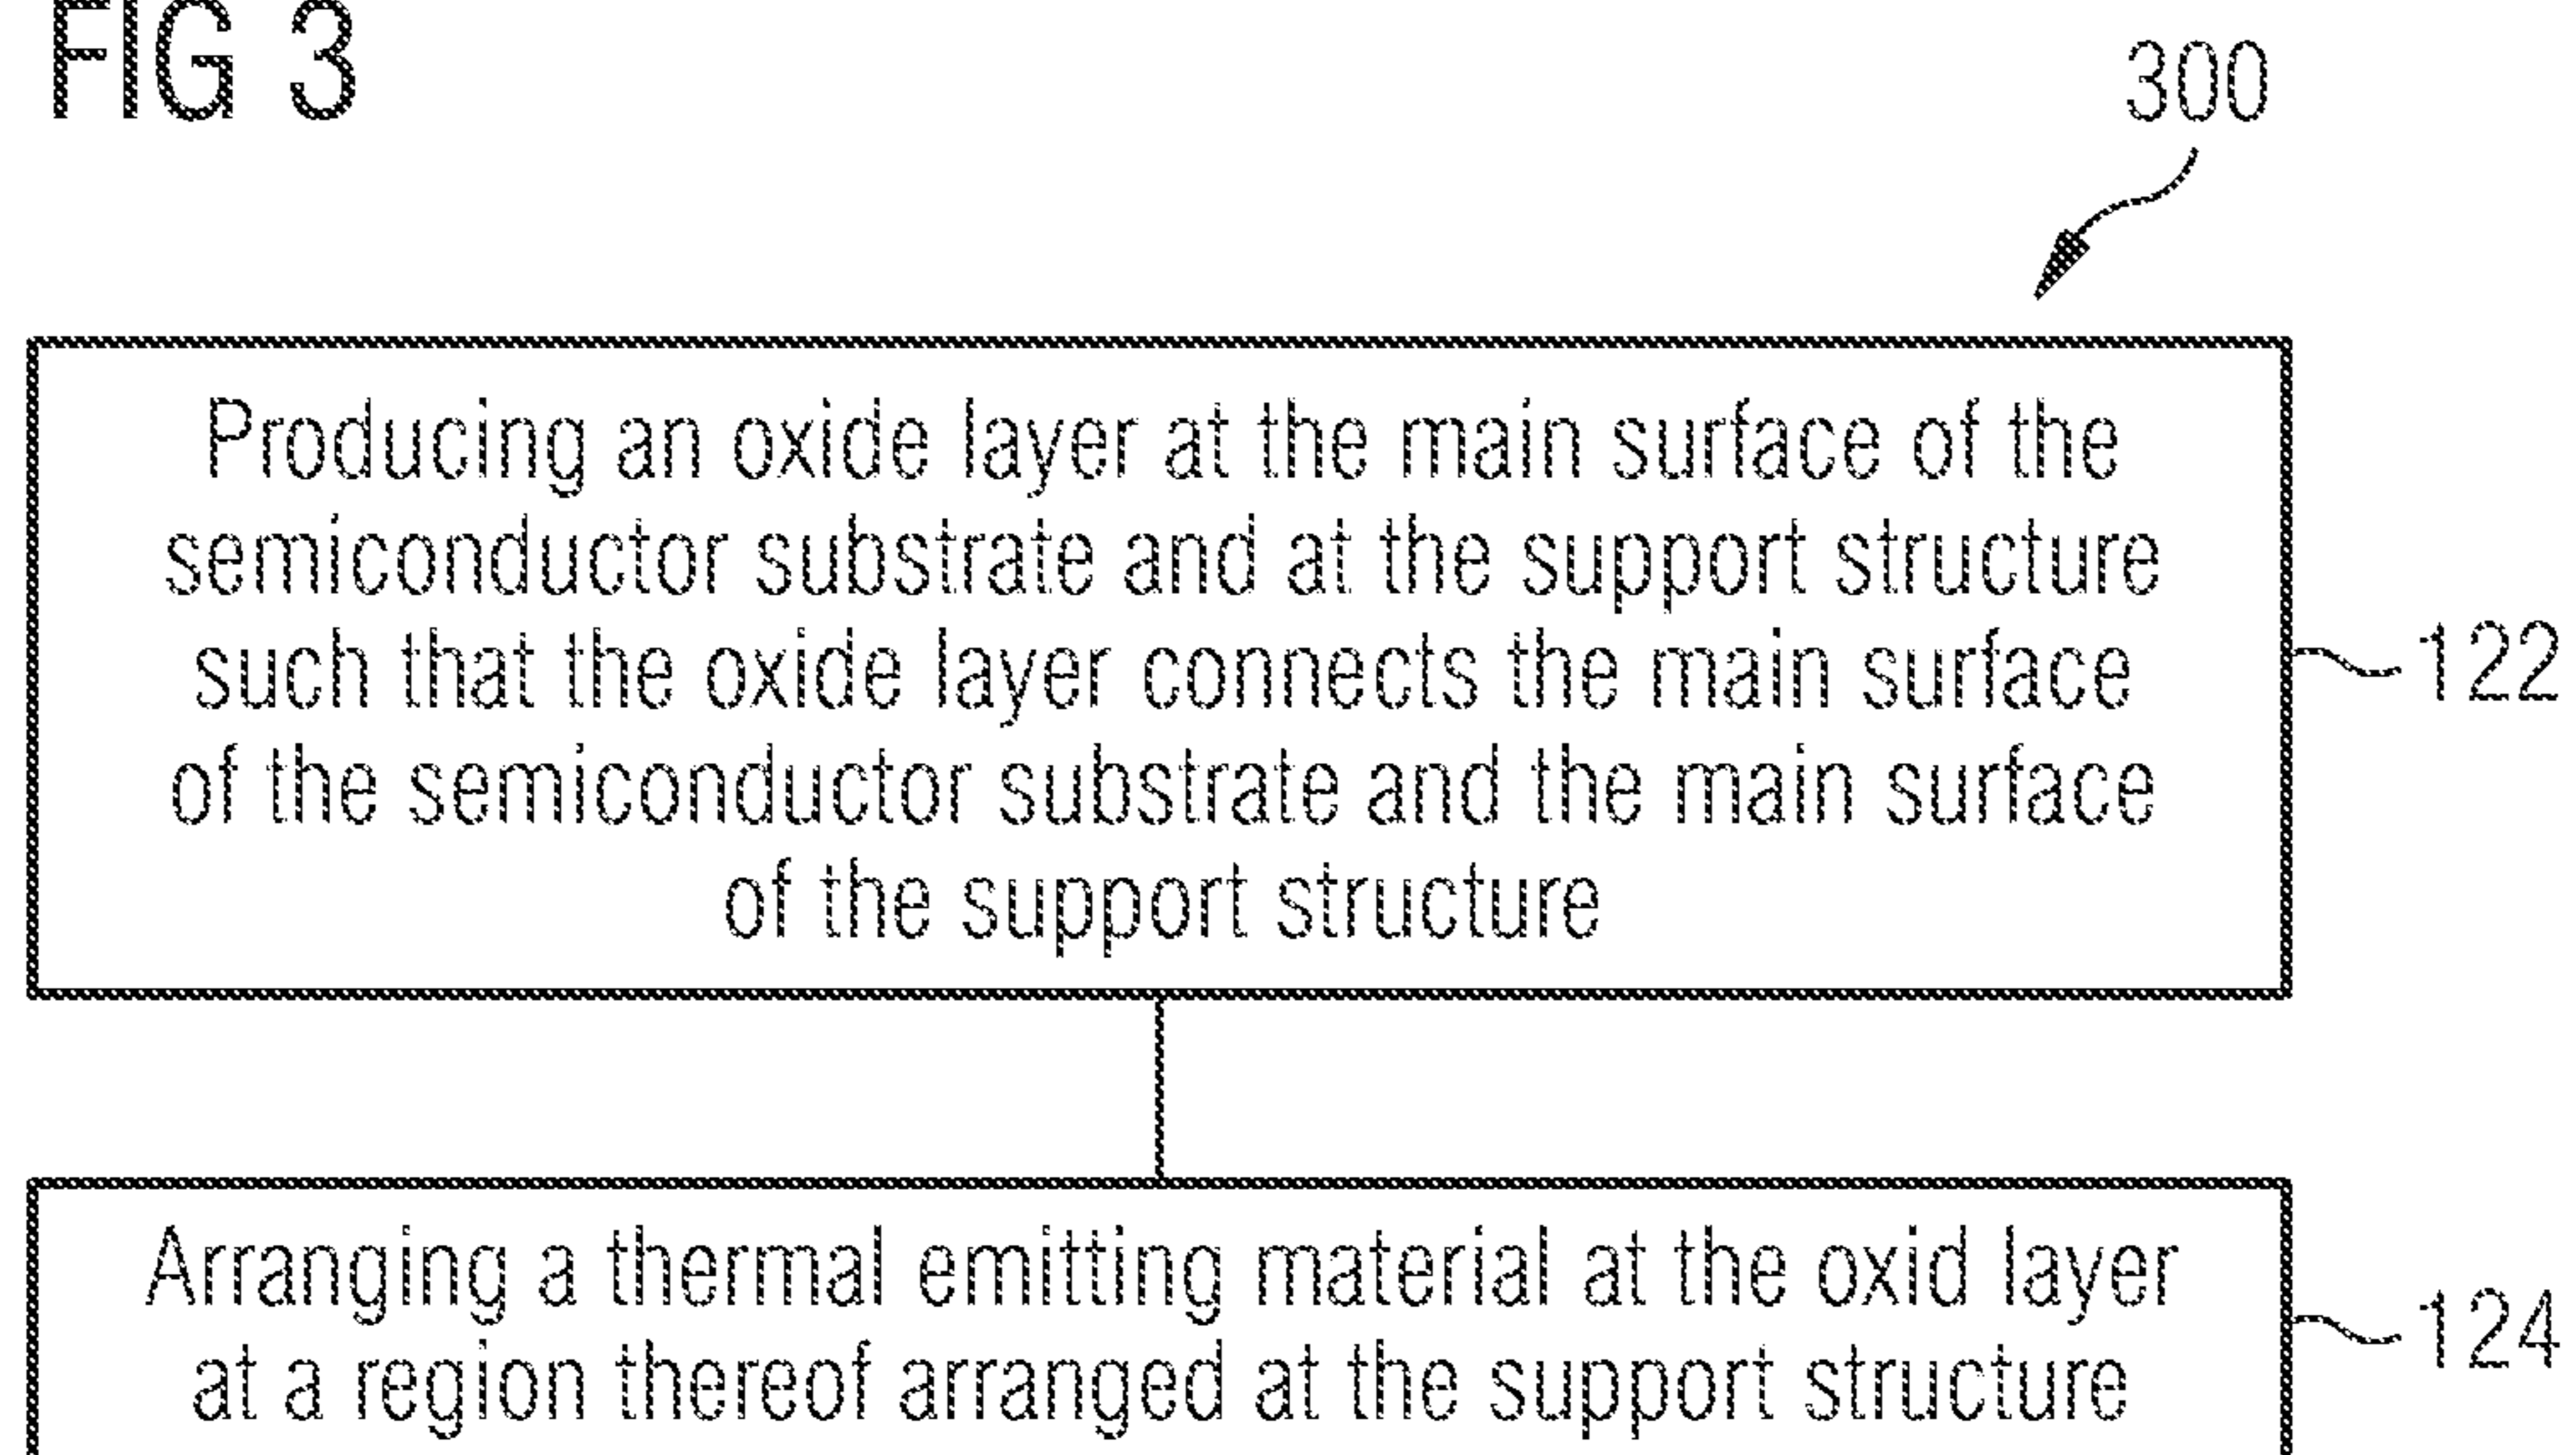 FIG 3
300
Producing an oxide layer at the main surface of the
semiconductor substrate and at the support structure
such that the oxide layer connects the main surface
of the semiconductor substrate and the main surface
of the support structure
122
Arranging a thermal emitting material at the oxid layer
at a region thereof arranged at the support structure
124